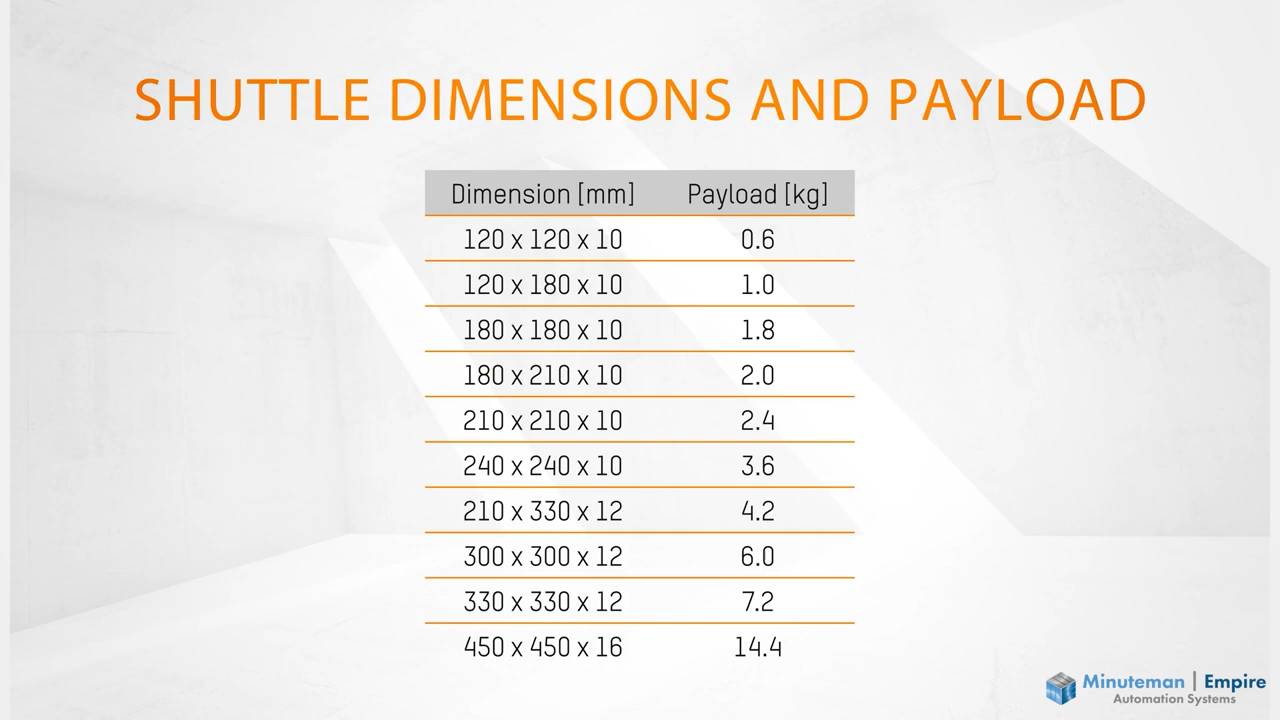 SHUTTLE DIMENSIONS AND PAYLOAD
Dimension [mm] Payload [kg]
120 x 120 x 10 0.6
120 x 180 x 10 1.0
180 x 180 x 10 1.8
180 x 210 x 10 2.0
210 x 210 x 10 2.4
240 x 240 x 10 3.6
210 x 330 x 12 4.2
300 x 300 x 12 6.0
330 x 330 x 12 7.2
450 x 450 x 16 14.4
Minuteman | Empire
Automation Systems